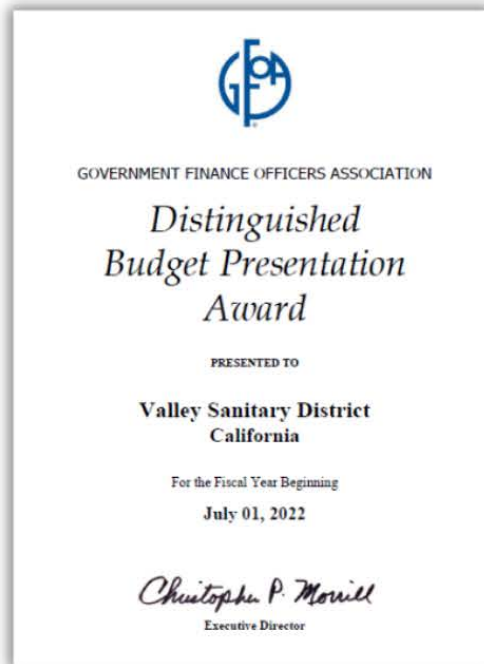 GFOA
GOVERNMENT FINANCE OFFICERS ASSOCIATION
Distinguished
Budget Presentation
Award
PRESENTED TO
Valley Sanitary District
California
For the Fiscal Year Beginning
July 01, 2022
Christopher P. Morrill
Executive Director